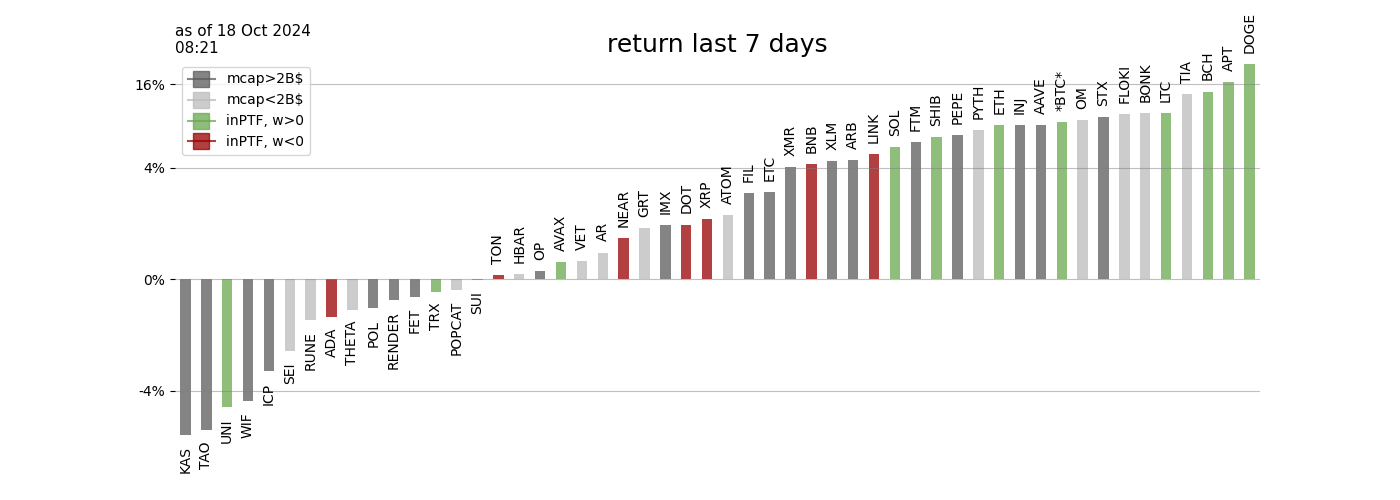 as of 18 Oct 2024
08:21
return last 7 days
mcap>2B$
mcap<2B$
inPTF, w>0
inPTF, w<0
16%
4%
0%
-4%
KAS
TAO
UNI
WIF
ICP
SEI
RUNE
ADA
THETA
POL
RENDER
FET
TRX
POPCAT
SUI
TON
HBAR
OP
AVAX
VET
AR
NEAR
GRT
IMX
DOT
XRP
ATOM
FIL
ETC
XMR
BNB
XLM
ARB
LINK
SOL
FTM
SHIB
PEPE
PYTH
ETH
INJ
AAVE
*BTC*
OM
STX
FLOKI
BONK
LTC
TIA
BCH
APT
DOGE